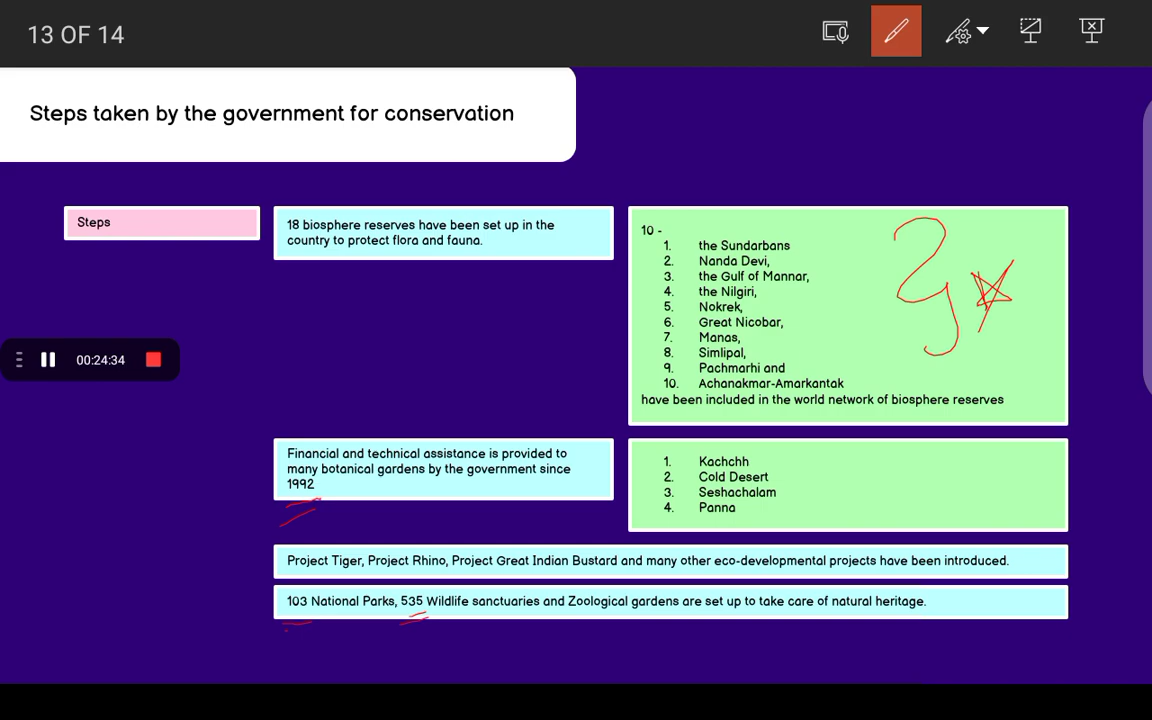 13 OF 14
Steps taken by the government for conservation
Steps
18 biosphere reserves have been set up in the
country to protect flora and fauna.
10 -
1. the Sundarbans
2. Nanda Devi,
3. the Gulf of Mannar,
4. the Nilgiri,
5. Nokrek,
6. Great Nicobar,
7. Manas,
8. Simlipal,
9. Pachmarhi and
10. Achanakmar-Amarkantak
have been included in the world network of biosphere reserves
00:24:34
Financial and technical assistance is provided to
many botanical gardens by the government since
1992
1. Kachchh
2. Cold Desert
3. Seshachalam
4. Panna
Project Tiger, Project Rhino, Project Great Indian Bustard and many other eco-developmental projects have been introduced.
103 National Parks, 535 Wildlife sanctuaries and Zoological gardens are set up to take care of natural heritage.